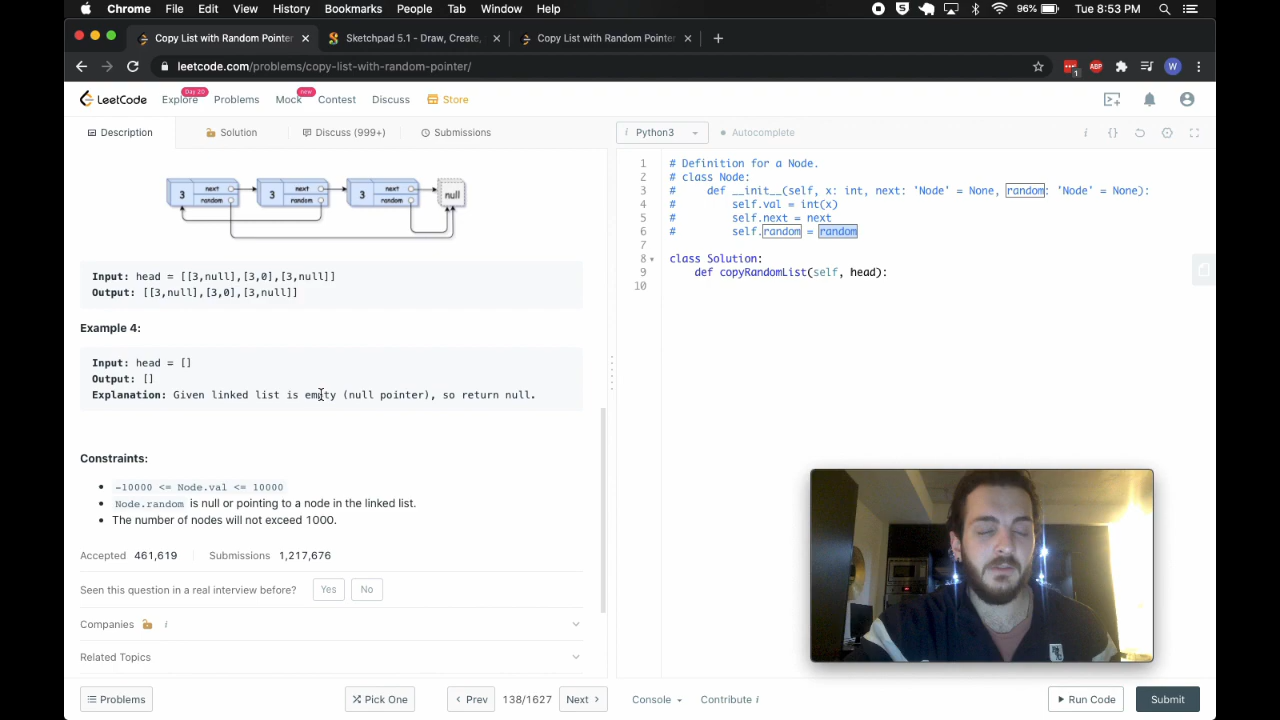 Chrome File Edit View History Bookmarks People Tab Window Help 96% Tue 8:53 PM
Copy List with Random Pointer × Sketchpad 5.1 - Draw, Create, × Copy List with Random Pointer × +
leetcode.com/problems/copy-list-with-random-pointer/ 1 ABP W
LeetCode Explore Day 20 Problems Mock new Contest Discuss Store
Description Solution Discuss (999+) Submissions i Python3 Autocomplete i {}
3 next random 3 next random 3 next random null
Input: head = [[3,null],[3,0],[3,null]]
Output: [[3,null],[3,0],[3,null]]
Example 4:
Input: head = []
Output: []
Explanation: Given linked list is empty (null pointer), so return null.
Constraints:
-10000 <= Node.val <= 10000
Node.random is null or pointing to a node in the linked list.
The number of nodes will not exceed 1000.
Accepted 461,619 Submissions 1,217,676
Seen this question in a real interview before? Yes No
Companies i
Related Topics
Problems Pick One < Prev 138/1627 Next >
1 # Definition for a Node.
2 # class Node:
3 #     def __init__(self, x: int, next: 'Node' = None, random: 'Node' = None):
4 #         self.val = int(x)
5 #         self.next = next
6 #         self.random = random
7
8 class Solution:
9     def copyRandomList(self, head):
10
Console Contribute i Run Code Submit